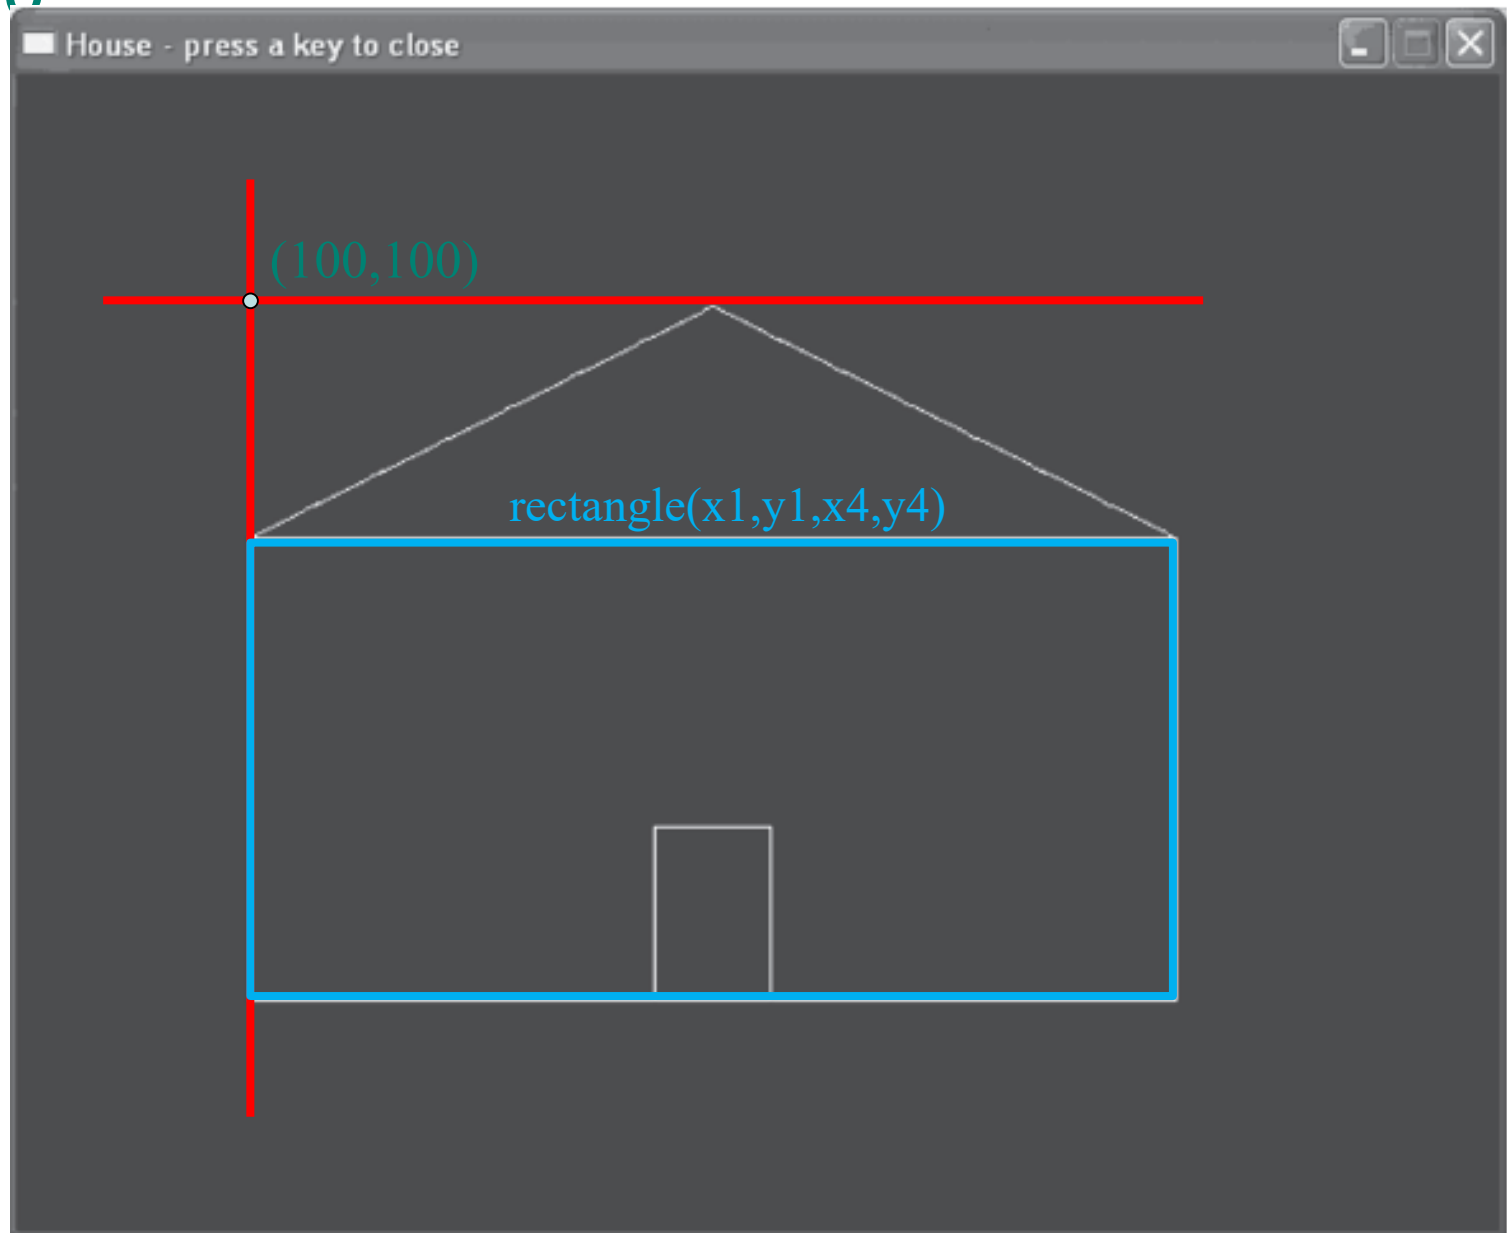 House - press a key to close
(100,100)
rectangle(x1,y1,x4,y4)